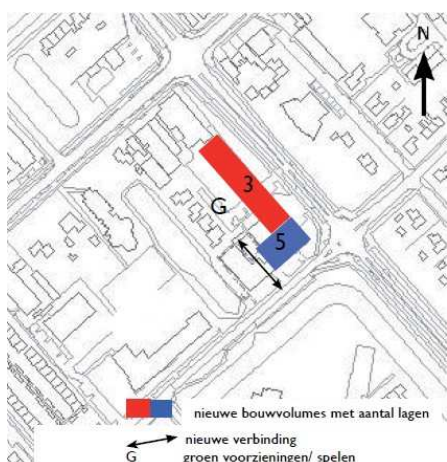 N
3
G
5
nieuwe bouwvolumes met aantal lagen
nieuwe verbinding
G groen voorzieningen/ spelen